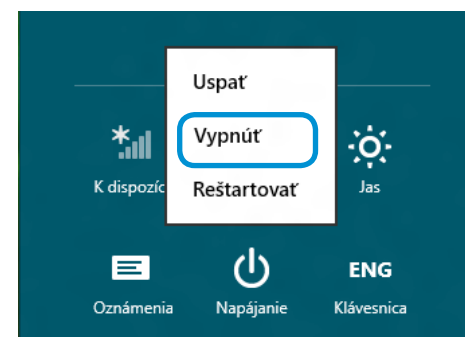 Uspať
Vypnúť
Reštartovať
K dispozíc
Jas
ENG
Oznámenia
Napájanie
Klávesnica